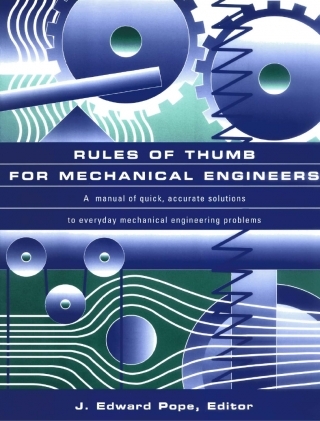 RULES OF THUMB
FOR MECHANICAL ENGINEERS
A manual of quick, accurate solutions
to everyday mechanical engineering problems
J. Edward Pope, Editor